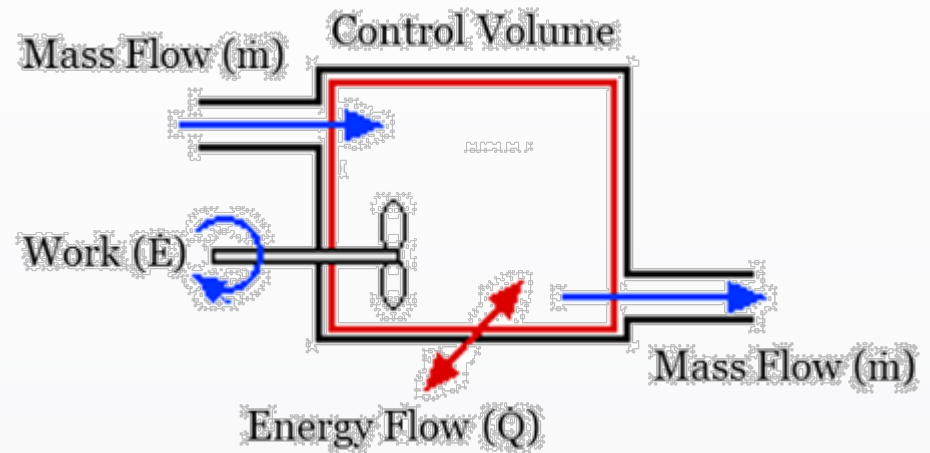 Control Volume
Mass Flow (ṁ)
Work (Ė)
Mass Flow (ṁ)
Energy Flow (Q̇)